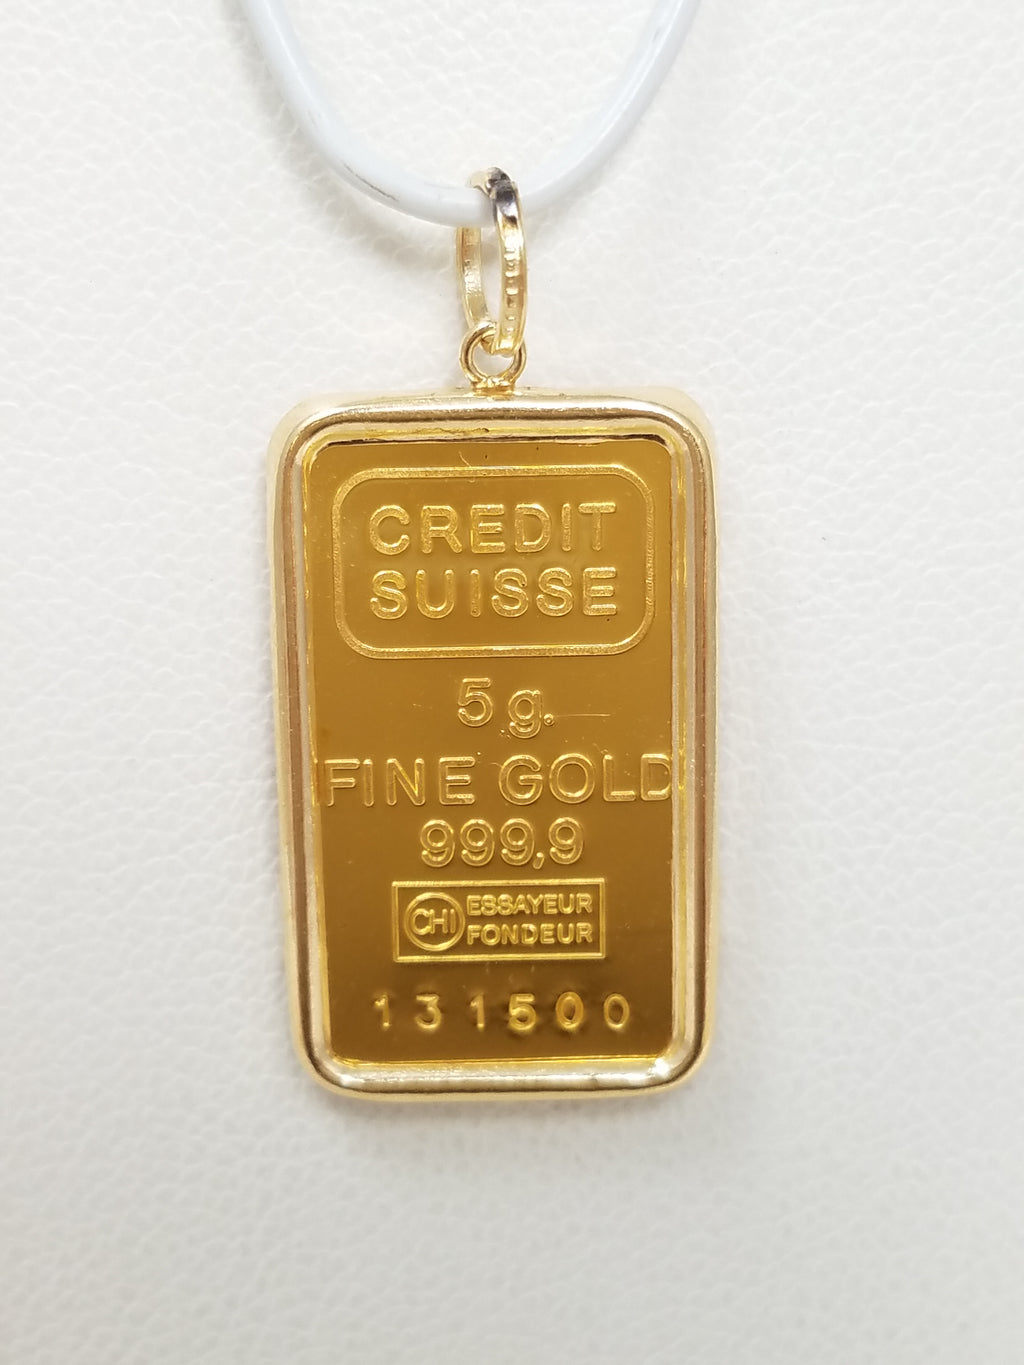 CREDIT
SUISSE
5 g.
FINE GOLD
999,9
CHI ESSAYEUR
FONDEUR
131500